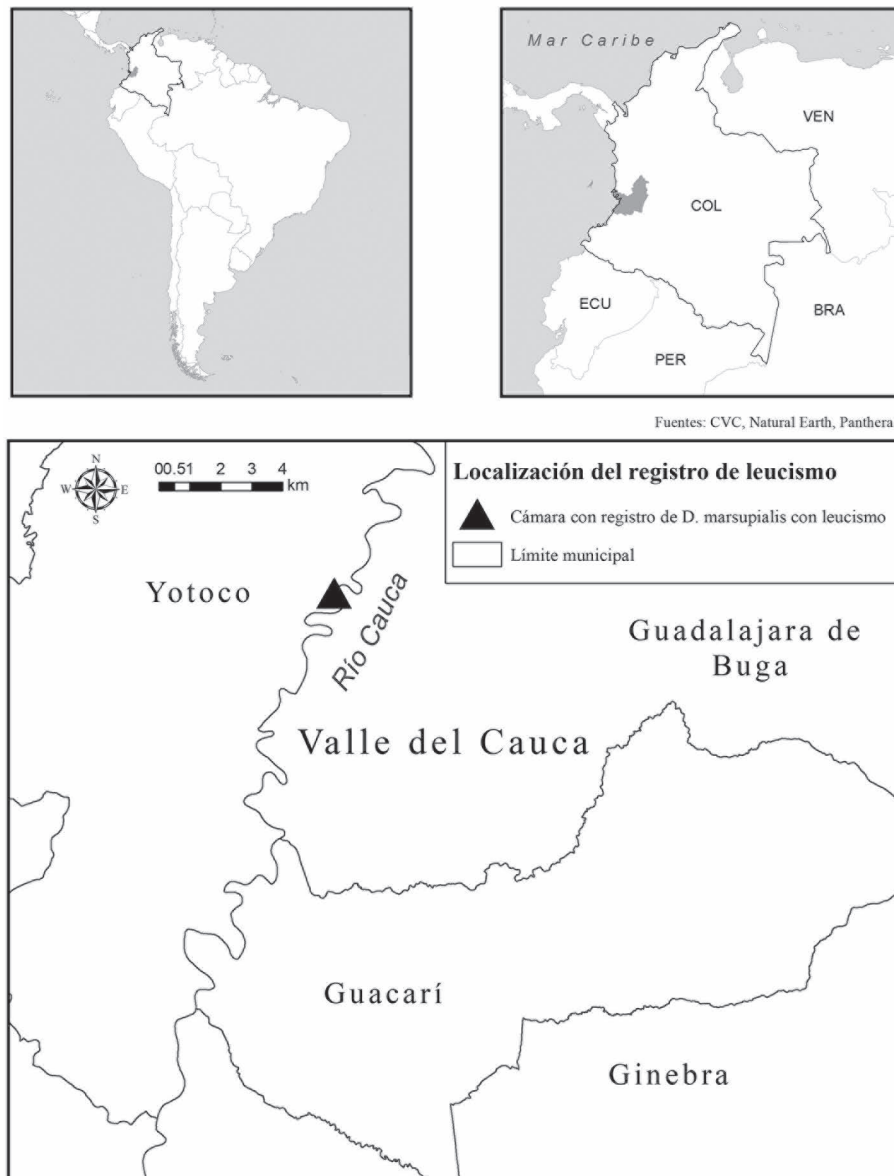 Mar Caribe
VEN
COL
ECU
BRA
PER
Fuentes: CVC, Natural Earth, Panthera
N
W E
S
00.51 2 3 4
km
Localización del registro de leucismo
Cámara con registro de D. marsupialis con leucismo
Límite municipal
Yotoco
Río Cauca
Guadalajara de
Buga
Valle del Cauca
Guacarí
Ginebra